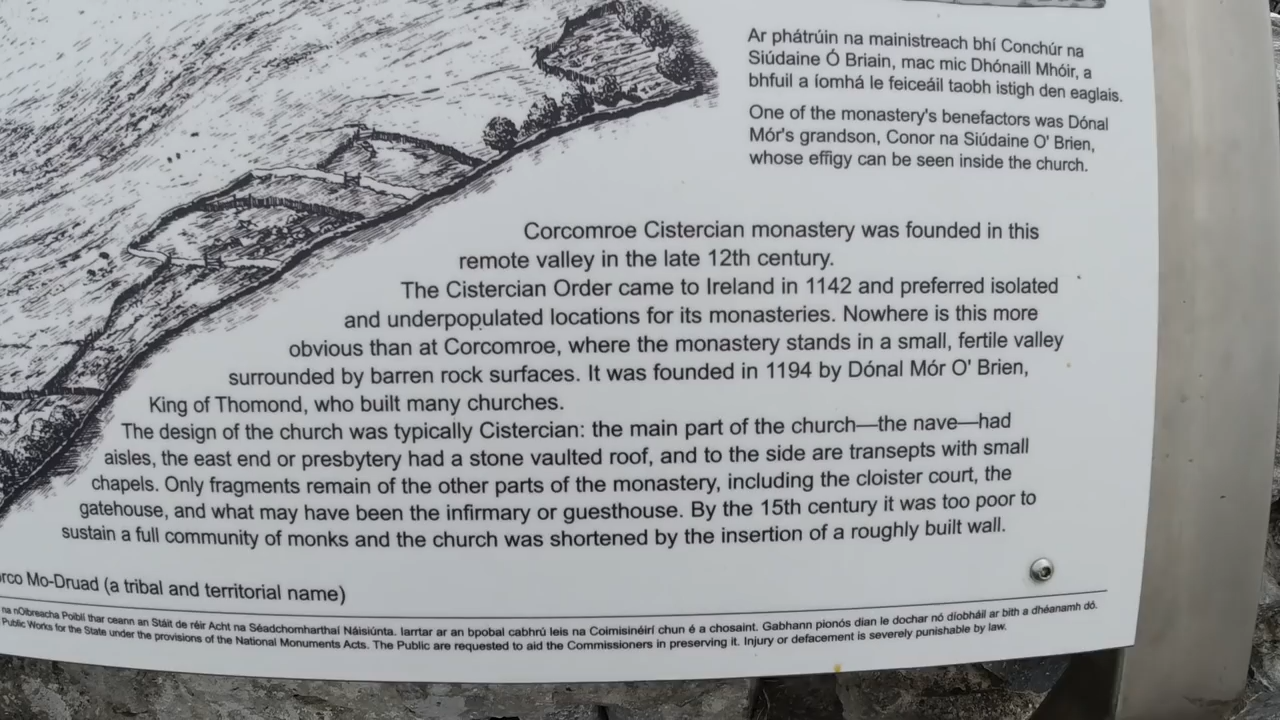 Ar phátrúin na mainistreach bhí Conchúr na
Siúdaine Ó Briain, mac mic Dhónaill Mhóir, a
bhfuil a íomhá le feiceáil taobh istigh den eaglais.
One of the monastery's benefactors was Dónal
Mór's grandson, Conor na Siúdaine O' Brien,
whose effigy can be seen inside the church.
Corcomroe Cistercian monastery was founded in this
remote valley in the late 12th century.
The Cistercian Order came to Ireland in 1142 and preferred isolated
and underpopulated locations for its monasteries. Nowhere is this more
obvious than at Corcomroe, where the monastery stands in a small, fertile valley
surrounded by barren rock surfaces. It was founded in 1194 by Dónal Mór O' Brien,
King of Thomond, who built many churches.
The design of the church was typically Cistercian: the main part of the church—the nave—had
aisles, the east end or presbytery had a stone vaulted roof, and to the side are transepts with small
chapels. Only fragments remain of the other parts of the monastery, including the cloister court, the
gatehouse, and what may have been the infirmary or guesthouse. By the 15th century it was too poor to
sustain a full community of monks and the church was shortened by the insertion of a roughly built wall.
rco Mo-Druad (a tribal and territorial name)
na nOibreacha Poiblí thar ceann an Stáit de réir Acht na Séadchomharthaí Náisiúnta. Iarrtar ar an bpobal cabhrú leis na Coimisinéirí chun é a chosaint. Gabhann pionós dian le dochar nó díobháil ar bith a dhéanamh dó.
Public Works for the State under the provisions of the National Monuments Acts. The Public are requested to aid the Commissioners in preserving it. Injury or defacement is severely punishable by law.